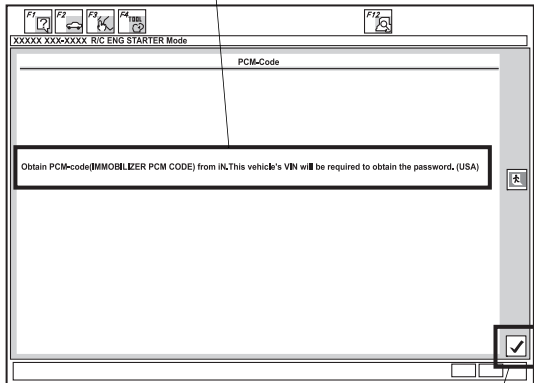 F1 F2 F3 F4 TOOL F12
XXXXX XXX-XXXX R/C ENG STARTER Mode
PCM-Code
Obtain PCM-code(IMMOBILIZER PCM CODE) from iN.This vehicle's VIN will be required to obtain the password. (USA)